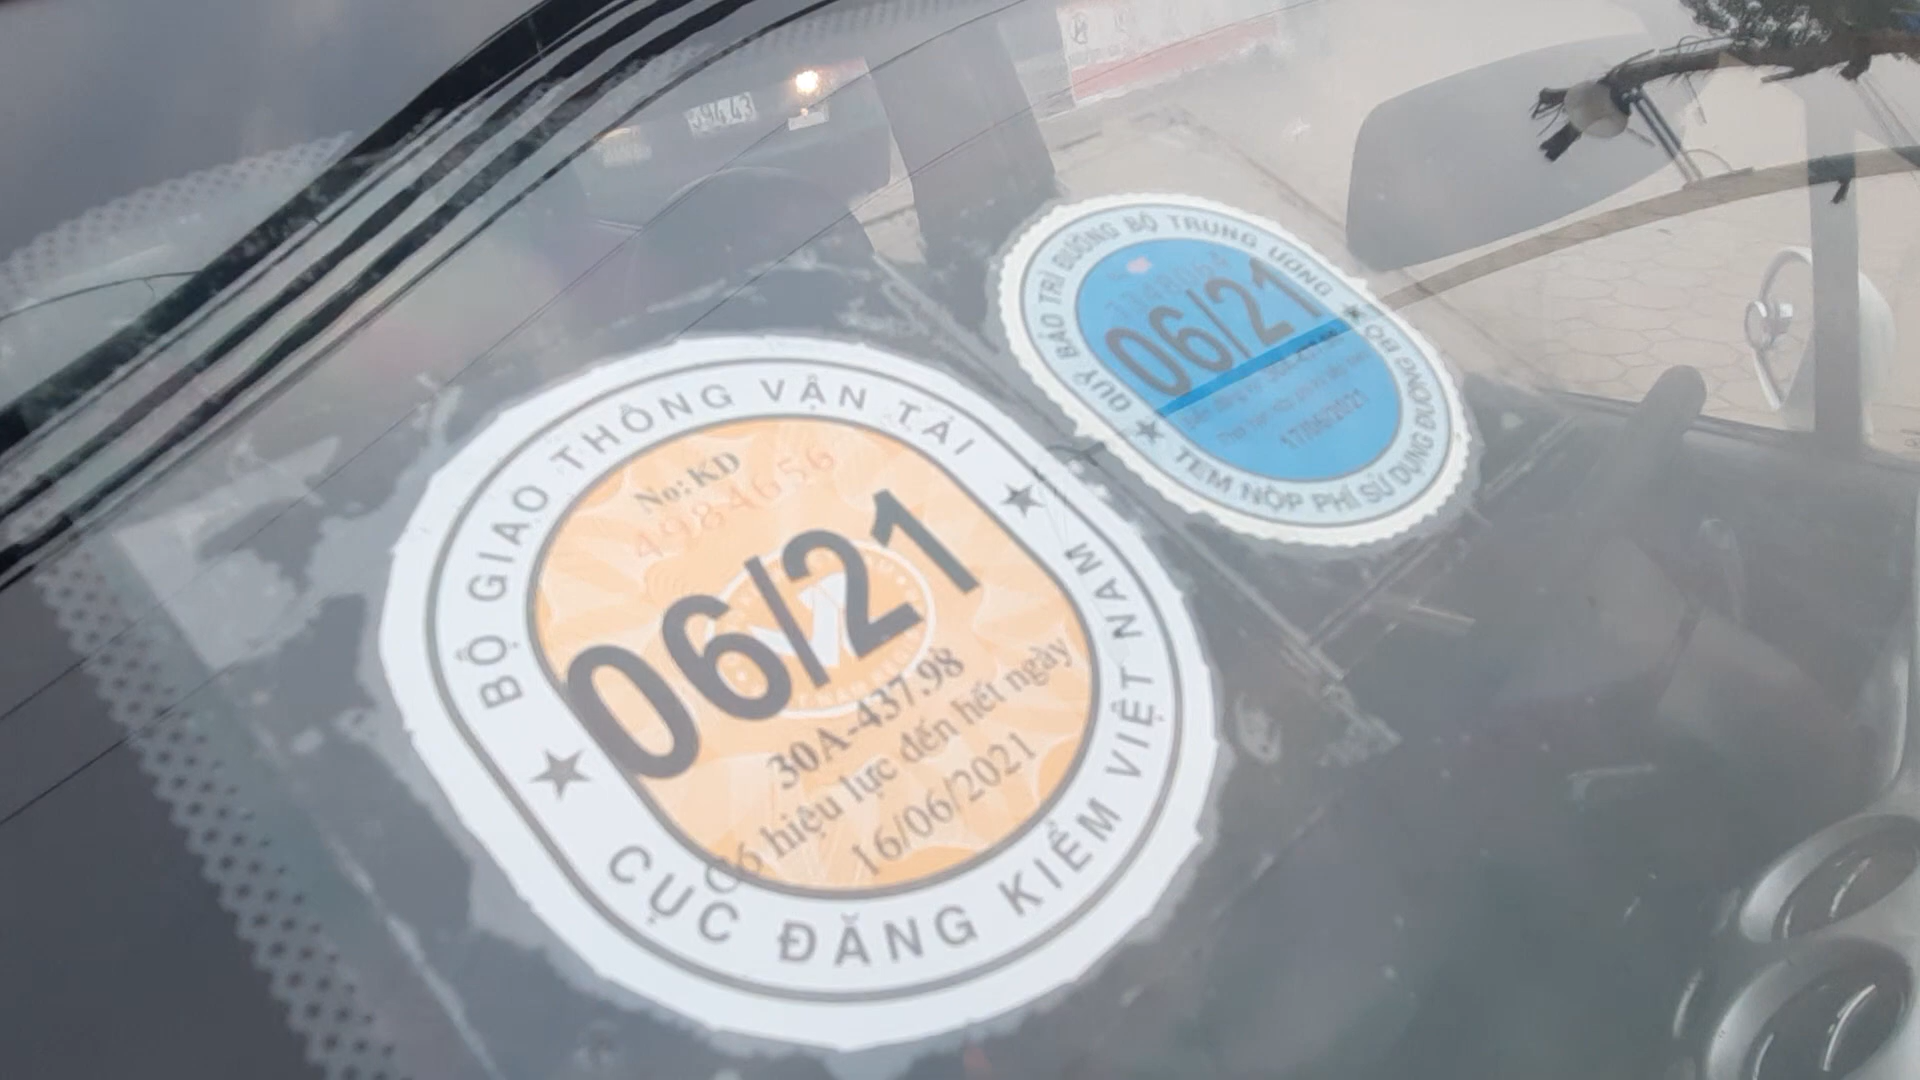 BỘ GIAO THÔNG VẬN TẢI
No: KD
4984656
06/21
30A-437.98
Có hiệu lực đến hết ngày
16/06/2021
CỤC ĐĂNG KIỂM VIỆT NAM
QUỸ BẢO TRÌ ĐƯỜNG BỘ TRUNG ƯƠNG
06/21
17/06/2021
TEM NỘP PHÍ SỬ DỤNG ĐƯỜNG BỘ